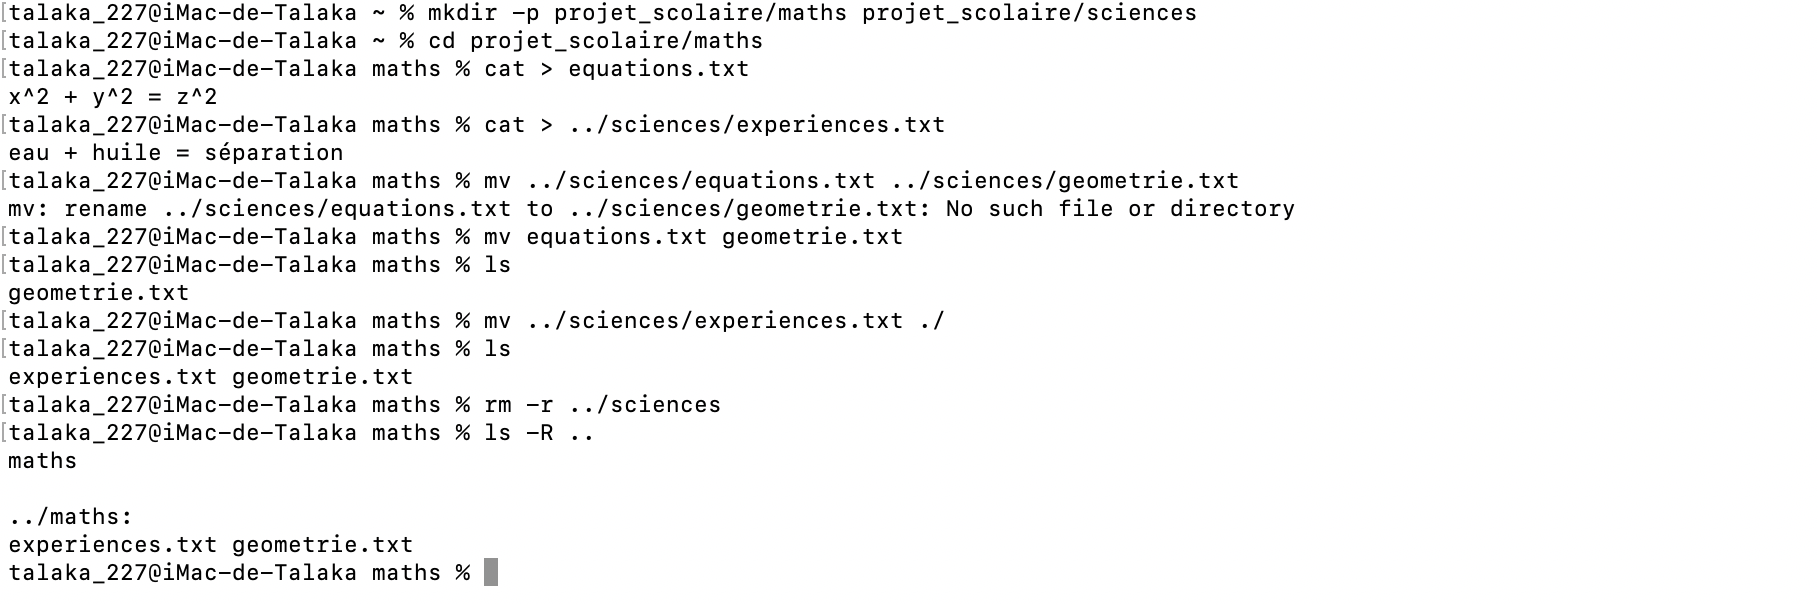 [talaka_227@iMac-de-Talaka ~ % mkdir -p projet_scolaire/maths projet_scolaire/sciences
[talaka_227@iMac-de-Talaka ~ % cd projet_scolaire/maths
[talaka_227@iMac-de-Talaka maths % cat > equations.txt
x^2 + y^2 = z^2
[talaka_227@iMac-de-Talaka maths % cat > ../sciences/experiences.txt
eau + huile = séparation
[talaka_227@iMac-de-Talaka maths % mv ../sciences/equations.txt ../sciences/geometrie.txt
mv: rename ../sciences/equations.txt to ../sciences/geometrie.txt: No such file or directory
[talaka_227@iMac-de-Talaka maths % mv equations.txt geometrie.txt
[talaka_227@iMac-de-Talaka maths % ls
geometrie.txt
[talaka_227@iMac-de-Talaka maths % mv ../sciences/experiences.txt ./
[talaka_227@iMac-de-Talaka maths % ls
experiences.txt geometrie.txt
[talaka_227@iMac-de-Talaka maths % rm -r ../sciences
[talaka_227@iMac-de-Talaka maths % ls -R ..
maths

../maths:
experiences.txt geometrie.txt
talaka_227@iMac-de-Talaka maths %